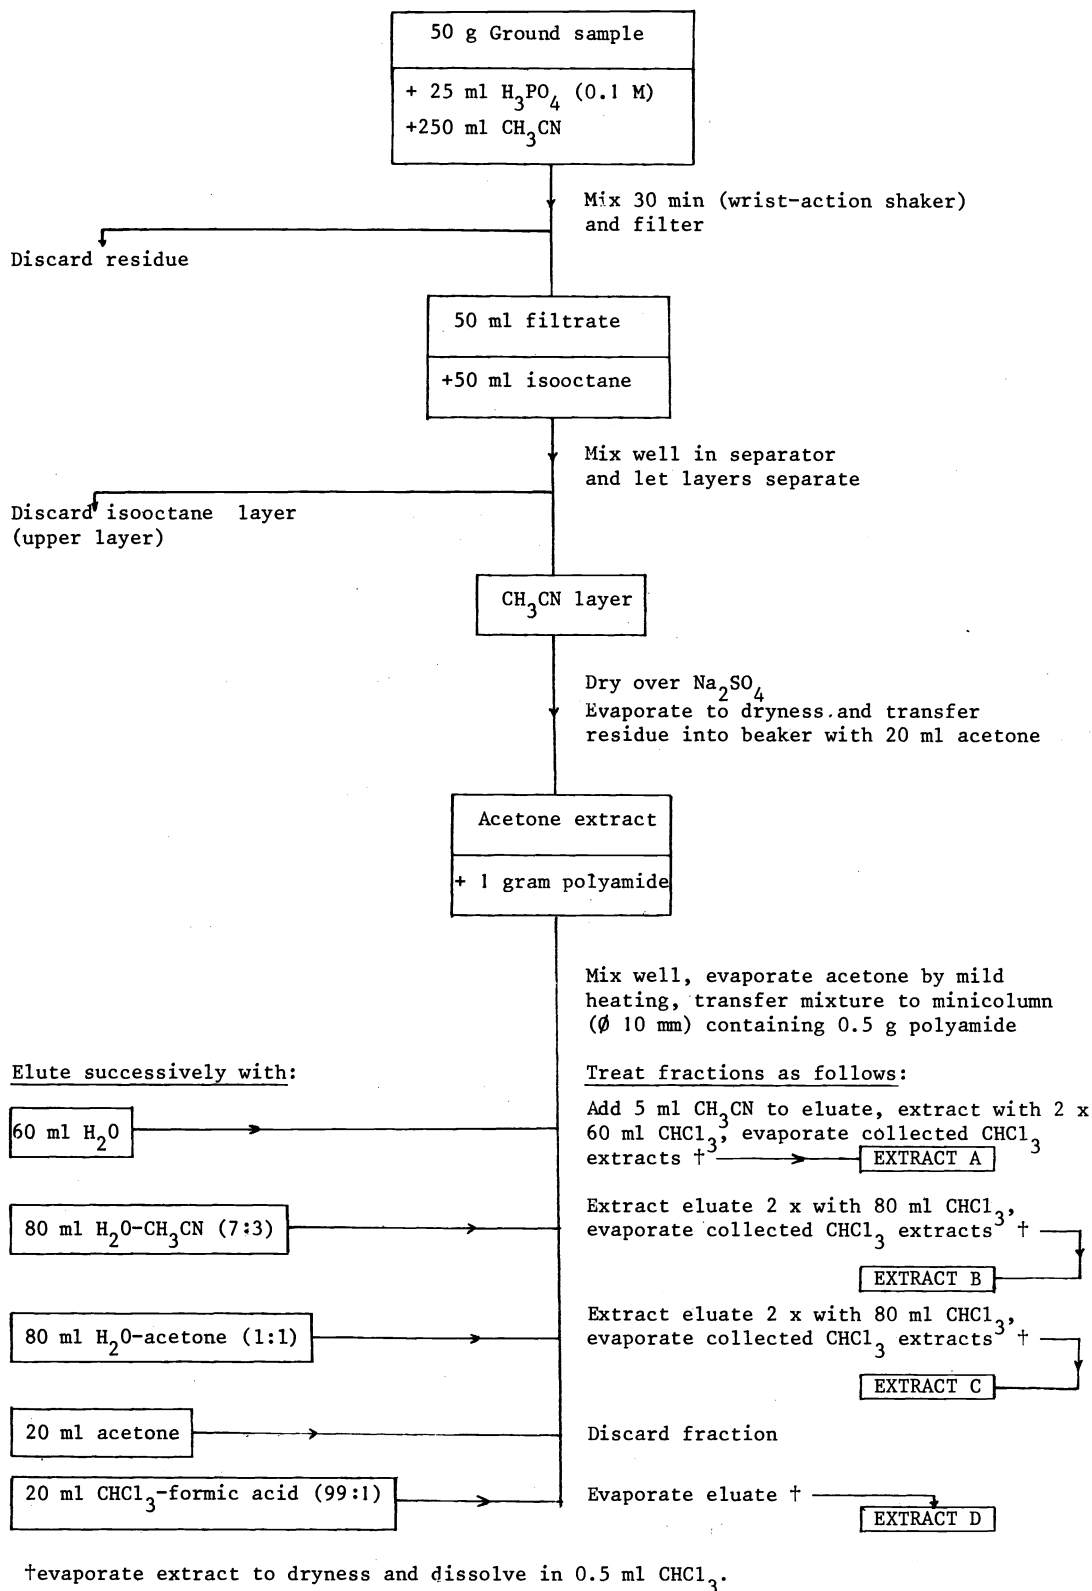 50 g Ground sample
+ 25 ml H₃PO₄ (0.1 M)
+250 ml CH₃CN
Mix 30 min (wrist-action shaker)
and filter
Discard residue
50 ml filtrate
+50 ml isooctane
Mix well in separator
and let layers separate
Discard isooctane layer
(upper layer)
CH₃CN layer
Dry over Na₂SO₄
Evaporate to dryness and transfer
residue into beaker with 20 ml acetone
Acetone extract
+ 1 gram polyamide
Mix well, evaporate acetone by mild
heating, transfer mixture to minicolumn
(Ø 10 mm) containing 0.5 g polyamide
Elute successively with:
Treat fractions as follows:
60 ml H₂O
Add 5 ml CH₃CN to eluate, extract with 2 x
60 ml CHCl₃, evaporate collected CHCl₃
extracts †
EXTRACT A
80 ml H₂O-CH₃CN (7:3)
Extract eluate 2 x with 80 ml CHCl₃,
evaporate collected CHCl₃ extracts †
EXTRACT B
80 ml H₂O-acetone (1:1)
Extract eluate 2 x with 80 ml CHCl₃,
evaporate collected CHCl₃ extracts †
EXTRACT C
20 ml acetone
Discard fraction
20 ml CHCl₃-formic acid (99:1)
Evaporate eluate †
EXTRACT D
†evaporate extract to dryness and dissolve in 0.5 ml CHCl₃.